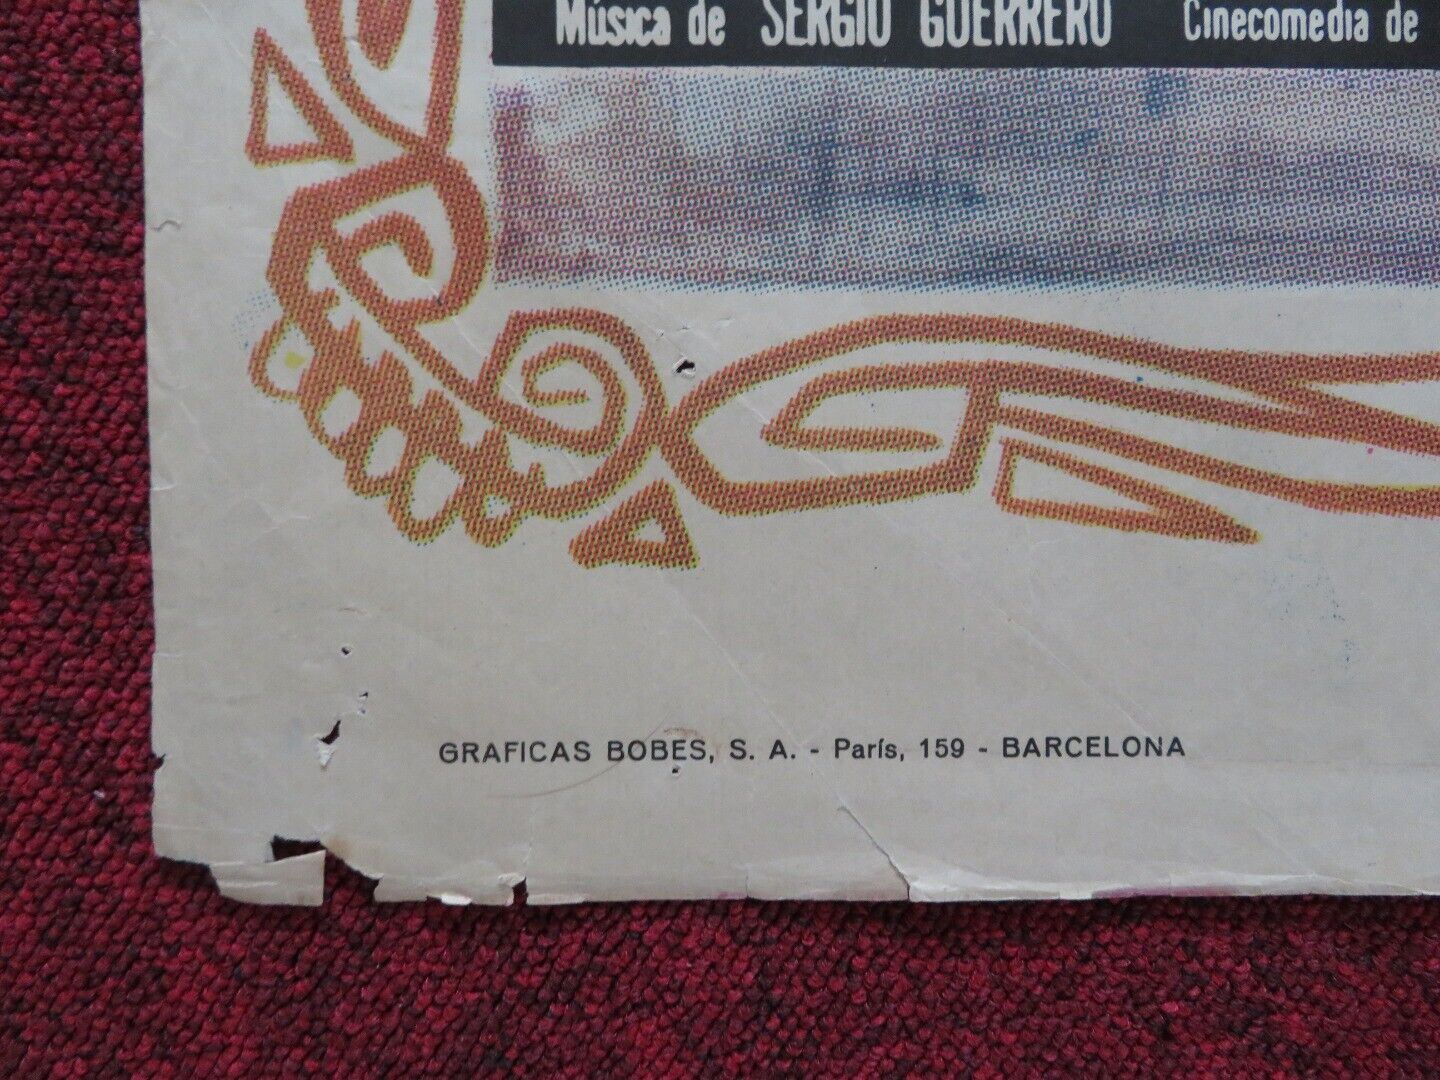 Música de SERGIO GUERRERO Cinecomedia de
GRAFICAS BOBES, S. A. - París, 159 - BARCELONA